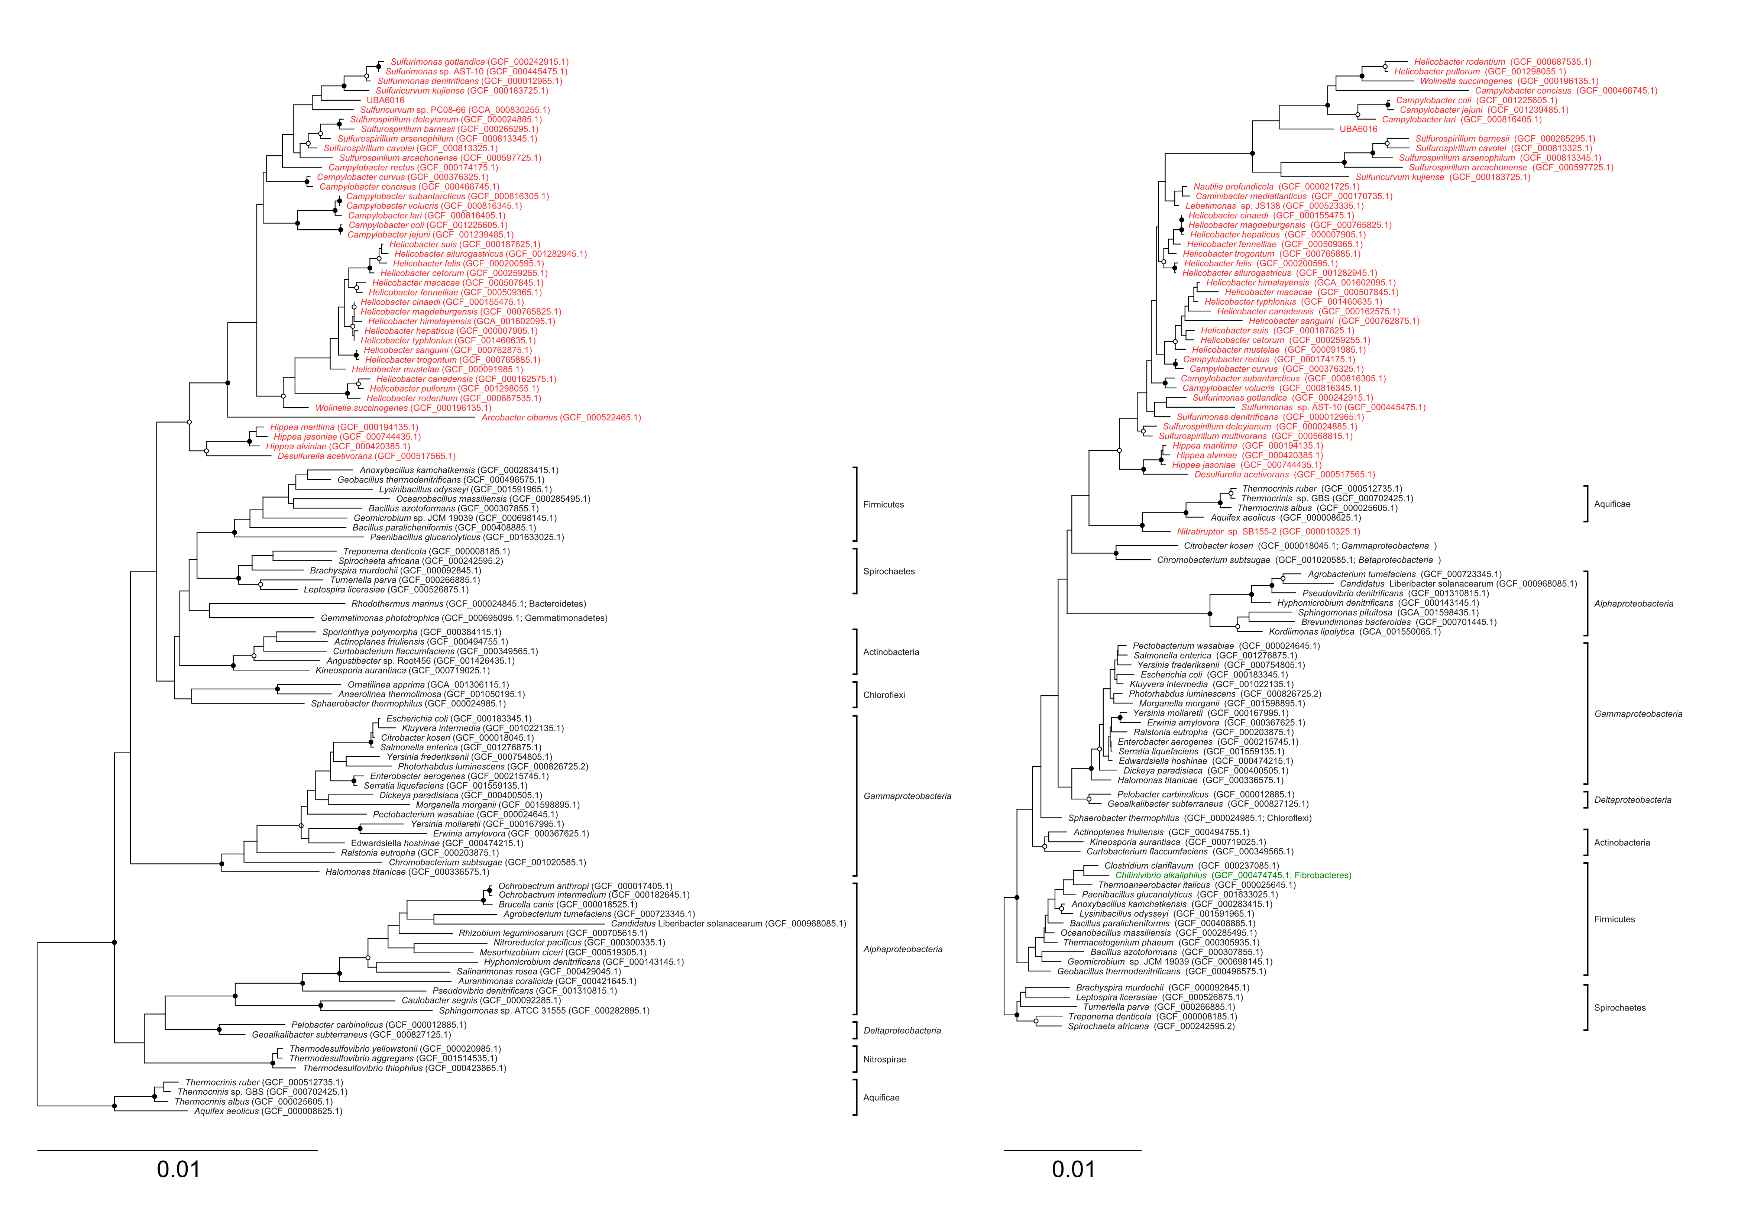 Sulfurimonas gotlandica (GCF_000242915.1)
Sulfurimonas sp. AST-10 (GCF_000445475.1)
Sulfurimonas denitrificans (GCF_000012965.1)
Sulfuricurvum kujiense (GCF_000183725.1)
UBA6016
Sulfuricurvum sp. PC08-66 (GCA_000830255.1)
Sulfurospirillum deleyianum (GCF_000024885.1)
Sulfurospirillum barnesii (GCF_000265295.1)
Sulfurospirillum arsenophilum (GCF_000813345.1)
Sulfurospirillum cavolei (GCF_000813325.1)
Sulfurospirillum arcachonense (GCF_000597725.1)
Campylobacter rectus (GCF_000174175.1)
Campylobacter curvus (GCF_000376325.1)
Campylobacter concisus (GCF_000466745.1)
Campylobacter subantarcticus (GCF_000816305.1)
Campylobacter volucris (GCF_000816345.1)
Campylobacter lari (GCF_000816405.1)
Campylobacter coli (GCF_001225605.1)
Campylobacter jejuni (GCF_001239485.1)
Helicobacter suis (GCF_000187625.1)
Helicobacter ailurogastricus (GCF_001282945.1)
Helicobacter felis (GCF_000200595.1)
Helicobacter cetorum (GCF_000259255.1)
Helicobacter macacae (GCF_000507845.1)
Helicobacter fennelliae (GCF_000509365.1)
Helicobacter cinaedi (GCF_000155475.1)
Helicobacter magdeburgensis (GCF_000765825.1)
Helicobacter himalayensis (GCA_001602095.1)
Helicobacter hepaticus (GCF_000007905.1)
Helicobacter typhlonius (GCF_001460635.1)
Helicobacter sanguini (GCF_000762875.1)
Helicobacter trogontum (GCF_000765885.1)
Helicobacter mustelae (GCF_000091985.1)
Helicobacter canadensis (GCF_000162575.1)
Helicobacter pullorum (GCF_001298055.1)
Helicobacter rodentium (GCF_000687535.1)
Wolinella succinogenes (GCF_000196135.1)
Arcobacter cibarius (GCF_000522465.1)
Hippea maritima (GCF_000194135.1)
Hippea jasoniae (GCF_000744435.1)
Hippea alviniae (GCF_000420385.1)
Desulfurella acetivorans (GCF_000517565.1)
Anoxybacillus kamchatkensis (GCF_000283415.1)
Geobacillus thermodenitrificans (GCF_000496575.1)
Lysinibacillus odysseyi (GCF_001591965.1)
Oceanobacillus massiliensis (GCF_000285495.1)
Bacillus azotoformans (GCF_000307855.1)
Geomicrobium sp. JCM 19039 (GCF_000698145.1)
Bacillus paralicheniformis (GCF_000408885.1)
Paenibacillus glucanolyticus (GCF_001633025.1)
Firmicutes
Treponema denticola (GCF_000008185.1)
Spirochaeta africana (GCF_000242595.2)
Brachyspira murdochii (GCF_000092845.1)
Turneriella parva (GCF_000266885.1)
Leptospira licerasiae (GCF_000526875.1)
Spirochaetes
Rhodothermus marinus (GCF_000024845.1; Bacteroidetes)
Gemmatimonas phototrophica (GCF_000695095.1; Gemmatimonadetes)
Sporichthya polymorpha (GCF_000384115.1)
Actinoplanes friuliensis (GCF_000494755.1)
Curtobacterium flaccumfaciens (GCF_000349565.1)
Angustibacter sp. Root456 (GCF_001426435.1)
Kineosporia aurantiaca (GCF_000719025.1)
Actinobacteria
Ornatilinea apprima (GCA_001306115.1)
Anaerolinea thermolimosa (GCF_001050195.1)
Sphaerobacter thermophilus (GCF_000024985.1)
Chloroflexi
Escherichia coli (GCF_000183345.1)
Kluyvera intermedia (GCF_001022135.1)
Citrobacter koseri (GCF_000018045.1)
Salmonella enterica (GCF_001276875.1)
Yersinia frederiksenii (GCF_000754805.1)
Photorhabdus luminescens (GCF_000826725.2)
Enterobacter aerogenes (GCF_000215745.1)
Serratia liquefaciens (GCF_001559135.1)
Dickeya paradisiaca (GCF_000400505.1)
Morganella morganii (GCF_001598895.1)
Pectobacterium wasabiae (GCF_000024645.1)
Yersinia mollaretii (GCF_000167995.1)
Erwinia amylovora (GCF_000367625.1)
Edwardsiella hoshinae (GCF_000474215.1)
Ralstonia eutropha (GCF_000203875.1)
Chromobacterium subtsugae (GCF_001020585.1)
Halomonas titanicae (GCF_000336575.1)
Gammaproteobacteria
Ochrobactrum anthropi (GCF_000017405.1)
Ochrobactrum intermedium (GCF_000182645.1)
Brucella canis (GCF_000018525.1)
Agrobacterium tumefaciens (GCF_000723345.1)
Candidatus Liberibacter solanacearum (GCF_000968085.1)
Rhizobium leguminosarum (GCF_000705615.1)
Nitroreductor pacificus (GCF_000300335.1)
Mesorhizobium ciceri (GCF_000519305.1)
Hyphomicrobium denitrificans (GCF_000143145.1)
Salinarimonas rosea (GCF_000429045.1)
Aurantimonas coralicida (GCF_000421645.1)
Pseudovibrio denitrificans (GCF_001310815.1)
Caulobacter segnis (GCF_000092285.1)
Sphingomonas sp. ATCC 31555 (GCF_000282895.1)
Alphaproteobacteria
Pelobacter carbinolicus (GCF_000012885.1)
Geoalkalibacter subterraneus (GCF_000827125.1)
Deltaproteobacteria
Thermodesulfovibrio yellowstonii (GCF_000020985.1)
Thermodesulfovibrio aggregans (GCF_001514535.1)
Thermodesulfovibrio thiophilus (GCF_000423865.1)
Nitrospirae
Thermocrinis ruber (GCF_000512735.1)
Thermocrinis sp. GBS (GCF_000702425.1)
Thermocrinis albus (GCF_000025605.1)
Aquifex aeolicus (GCF_000008625.1)
Aquificae
0.01
Helicobacter rodentium (GCF_000687535.1)
Helicobacter pullorum (GCF_001298055.1)
Wolinella succinogenes (GCF_000196135.1)
Campylobacter concisus (GCF_000466745.1)
Campylobacter coli (GCF_001225605.1)
Campylobacter jejuni (GCF_001239485.1)
Campylobacter lari (GCF_000816405.1)
UBA6016
Sulfurospirillum barnesii (GCF_000265295.1)
Sulfurospirillum cavolei (GCF_000813325.1)
Sulfurospirillum arsenophilum (GCF_000813345.1)
Sulfurospirillum arcachonense (GCF_000597725.1)
Sulfuricurvum kujiense (GCF_000183725.1)
Nautilia profundicola (GCF_000021725.1)
Caminibacter mediatlanticus (GCF_000170735.1)
Lebetimonas sp. JS138 (GCF_000523335.1)
Helicobacter cinaedi (GCF_000155475.1)
Helicobacter magdeburgensis (GCF_000765825.1)
Helicobacter hepaticus (GCF_000007905.1)
Helicobacter fennelliae (GCF_000509365.1)
Helicobacter trogontum (GCF_000765885.1)
Helicobacter felis (GCF_000200595.1)
Helicobacter ailurogastricus (GCF_001282945.1)
Helicobacter himalayensis (GCA_001602095.1)
Helicobacter macacae (GCF_000507845.1)
Helicobacter typhlonius (GCF_001460635.1)
Helicobacter canadensis (GCF_000162575.1)
Helicobacter sanguini (GCF_000762875.1)
Helicobacter suis (GCF_000187625.1)
Helicobacter cetorum (GCF_000259255.1)
Helicobacter mustelae (GCF_000091985.1)
Campylobacter rectus (GCF_000174175.1)
Campylobacter curvus (GCF_000376325.1)
Campylobacter subantarcticus (GCF_000816305.1)
Campylobacter volucris (GCF_000816345.1)
Sulfurimonas gotlandica (GCF_000242915.1)
Sulfurimonas sp. AST-10 (GCF_000445475.1)
Sulfurimonas denitrificans (GCF_000012965.1)
Sulfurospirillum deleyianum (GCF_000024885.1)
Sulfurospirillum multivorans (GCF_000568815.1)
Hippea maritima (GCF_000194135.1)
Hippea alviniae (GCF_000420385.1)
Hippea jasoniae (GCF_000744435.1)
Desulfurella acetivorans (GCF_000517565.1)
Thermocrinis ruber (GCF_000512735.1)
Thermocrinis sp. GBS (GCF_000702425.1)
Thermocrinis albus (GCF_000025605.1)
Aquifex aeolicus (GCF_000008625.1)
Aquificae
Nitratiruptor sp. SB155-2 (GCF_000010325.1)
Citrobacter koseri (GCF_000018045.1; Gammaproteobacteria )
Chromobacterium subtsugae (GCF_001020585.1; Betaproteobacteria )
Agrobacterium tumefaciens (GCF_000723345.1)
Candidatus Liberibacter solanacearum (GCF_000968085.1)
Pseudovibrio denitrificans (GCF_001310815.1)
Hyphomicrobium denitrificans (GCF_000143145.1)
Sphingomonas pituitosa (GCA_001598435.1)
Brevundimonas bacteroides (GCF_000701445.1)
Kordiimonas lipolytica (GCA_001550065.1)
Alphaproteobacteria
Pectobacterium wasabiae (GCF_000024645.1)
Salmonella enterica (GCF_001276875.1)
Yersinia frederiksenii (GCF_000754805.1)
Escherichia coli (GCF_000183345.1)
Kluyvera intermedia (GCF_001022135.1)
Photorhabdus luminescens (GCF_000826725.2)
Morganella morganii (GCF_001598895.1)
Yersinia mollaretii (GCF_000167995.1)
Erwinia amylovora (GCF_000367625.1)
Ralstonia eutropha (GCF_000203875.1)
Enterobacter aerogenes (GCF_000215745.1)
Serratia liquefaciens (GCF_001559135.1)
Edwardsiella hoshinae (GCF_000474215.1)
Dickeya paradisiaca (GCF_000400505.1)
Halomonas titanicae (GCF_000336575.1)
Gammaproteobacteria
Pelobacter carbinolicus (GCF_000012885.1)
Geoalkalibacter subterraneus (GCF_000827125.1)
Deltaproteobacteria
Sphaerobacter thermophilus (GCF_000024985.1; Chloroflexi)
Actinoplanes friuliensis (GCF_000494755.1)
Kineosporia aurantiaca (GCF_000719025.1)
Curtobacterium flaccumfaciens (GCF_000349565.1)
Actinobacteria
Clostridium clariflavum (GCF_000237085.1)
Chitinivibrio alkaliphilus (GCF_000474745.1; Fibrobacteres)
Thermoanaerobacter italicus (GCF_000025645.1)
Paenibacillus glucanolyticus (GCF_001633025.1)
Anoxybacillus kamchatkensis (GCF_000283415.1)
Lysinibacillus odysseyi (GCF_001591965.1)
Bacillus paralicheniformis (GCF_000408885.1)
Oceanobacillus massiliensis (GCF_000285495.1)
Thermacetogenium phaeum (GCF_000305935.1)
Bacillus azotoformans (GCF_000307855.1)
Geomicrobium sp. JCM 19039 (GCF_000698145.1)
Geobacillus thermodenitrificans (GCF_000496575.1)
Firmicutes
Brachyspira murdochii (GCF_000092845.1)
Leptospira licerasiae (GCF_000526875.1)
Turneriella parva (GCF_000266885.1)
Treponema denticola (GCF_000008185.1)
Spirochaeta africana (GCF_000242595.2)
Spirochaetes
0.01